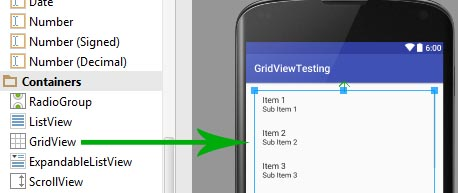 Date
Number
Number (Signed)
Number (Decimal)
Containers
RadioGroup
ListView
GridView
ExpandableListView
ScrollView
6:00
GridViewTesting
Item 1
Sub Item 1
Item 2
Sub Item 2
Item 3
Sub Item 3